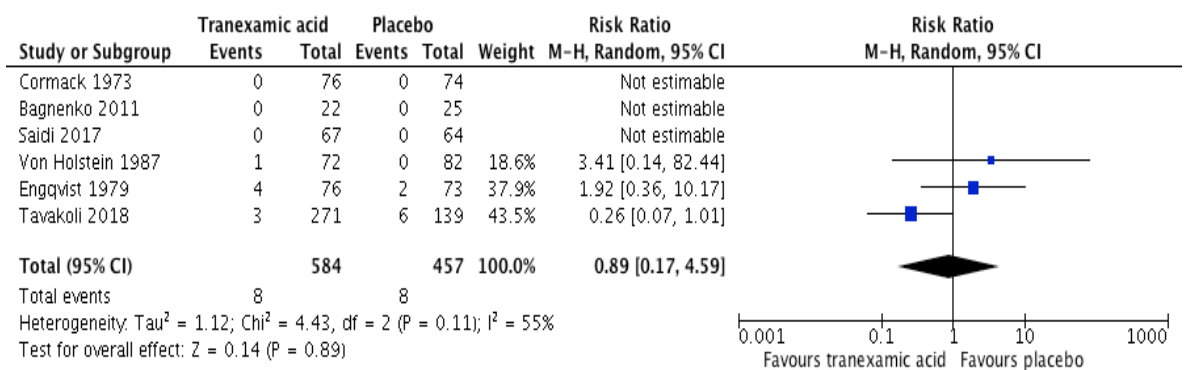 Tranexamic acid Placebo Risk Ratio Risk Ratio
Study or Subgroup Events Total Events Total Weight M-H, Random, 95% CI M-H, Random, 95% CI
Cormack 1973 0 76 0 74 Not estimable
Bagnenko 2011 0 22 0 25 Not estimable
Saidi 2017 0 67 0 64 Not estimable
Von Holstein 1987 1 72 0 82 18.6% 3.41 [0.14, 82.44]
Engqvist 1979 4 76 2 73 37.9% 1.92 [0.36, 10.17]
Tavakoli 2018 3 271 6 139 43.5% 0.26 [0.07, 1.01]
Total (95% CI) 584 457 100.0% 0.89 [0.17, 4.59]
Total events 8 8
Heterogeneity: Tau² = 1.12; Chi² = 4.43, df = 2 (P = 0.11); I² = 55%
Test for overall effect: Z = 0.14 (P = 0.89)
0.001 0.1 1 10 1000
Favours tranexamic acid Favours placebo